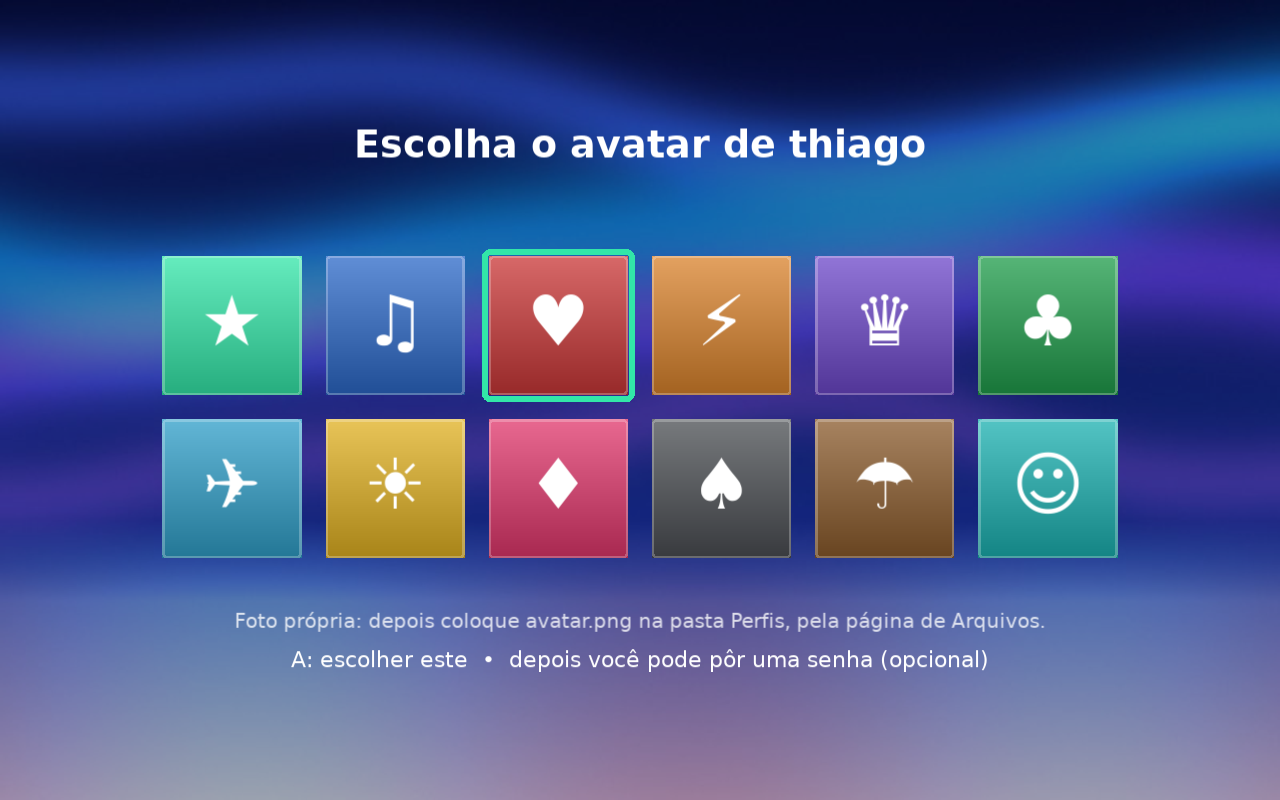 Escolha o avatar de thiago
Foto própria: depois coloque avatar.png na pasta Perfis, pela página de Arquivos.
A: escolher este • depois você pode pôr uma senha (opcional)